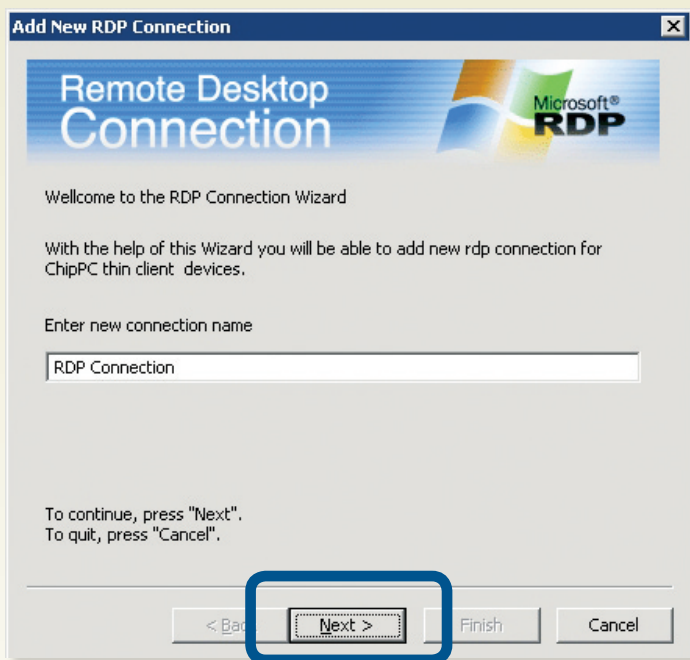 Add New RDP Connection
Remote Desktop
Connection
Microsoft®
RDP
Wellcome to the RDP Connection Wizard
With the help of this Wizard you will be able to add new rdp connection for
ChipPC thin client devices.
Enter new connection name
RDP Connection
To continue, press "Next".
To quit, press "Cancel".
< Bac Next > Finish Cancel